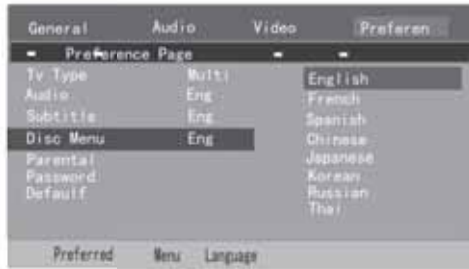 General Audio Video Preferen
- Preference Page - -
Tv Type Multi
Audio Eng
Subtitle Eng
Disc Menu Eng
Parental
Password
Defaulf
English
French
Spanish
Chinese
Japanese
Korean
Russian
Thai
Preferred Menu Language